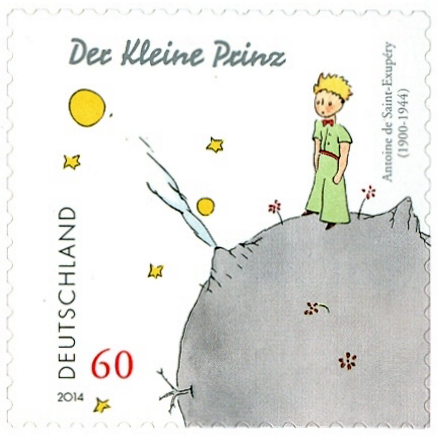 Der Kleine Prinz
Antoine de Saint-Exupéry
(1900-1944)
DEUTSCHLAND
60
2014